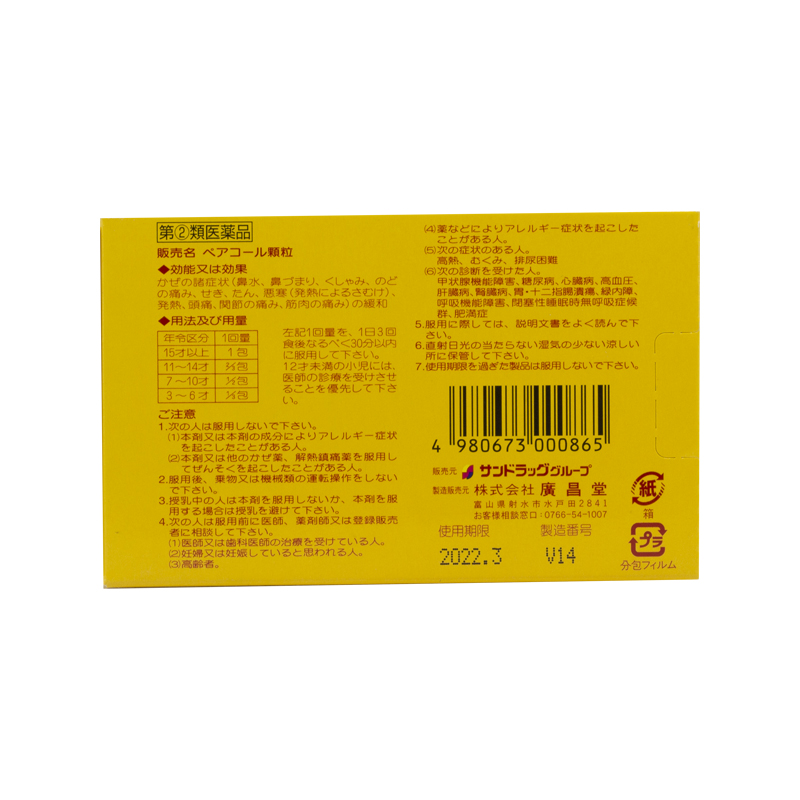 第②類医薬品
販売名 ペアコール顆粒
◆効能又は効果
かぜの諸症状(鼻水、鼻づまり、くしゃみ、のど
の痛み、せき、たん、悪寒(発熱によるさむけ)、
発熱、頭痛、関節の痛み、筋肉の痛み)の緩和
◆用法及び用量
年令区分 1回量
15才以上 1包
11〜14才 ⅔包
7〜10才 ½包
3〜6才 ⅓包
左記1回量を、1日3回
食後なるべく30分以内
に服用して下さい。
12才未満の小児には、
医師の診療を受けさせ
ることを優先して下さ
い。
ご注意
1.次の人は服用しないで下さい。
(1)本剤又は本剤の成分によりアレルギー症状
を起こしたことがある人。
(2)本剤又は他のかぜ薬、解熱鎮痛薬を服用し
てぜんそくを起こしたことがある人。
2.服用後、乗物又は機械類の運転操作をしない
で下さい。
3.授乳中の人は本剤を服用しないか、本剤を服
用する場合は授乳を避けて下さい。
4.次の人は服用前に医師、薬剤師又は登録販売
者に相談して下さい。
(1)医師又は歯科医師の治療を受けている人。
(2)妊婦又は妊娠していると思われる人。
(3)高齢者。
(4)薬などによりアレルギー症状を起こした
ことがある人。
(5)次の症状のある人。
高熱、むくみ、排尿困難
(6)次の診断を受けた人。
甲状腺機能障害、糖尿病、心臓病、高血圧、
肝臓病、腎臓病、胃・十二指腸潰瘍、緑内障、
呼吸機能障害、閉塞性睡眠時無呼吸症候
群、肥満症
5.服用に際しては、説明文書をよく読んで下
さい。
6.直射日光の当たらない湿気の少ない涼しい
所に保管して下さい。
7.使用期限を過ぎた製品は服用しないで下さい。
4 980673 000865
販売元 サンドラッググループ
製造販売元 株式会社 廣昌堂
富山県射水市水戸田2841
お客様相談窓口:0766-54-1007
使用期限 製造番号
2022.3 V14
紙
箱
プラ
分包フィルム